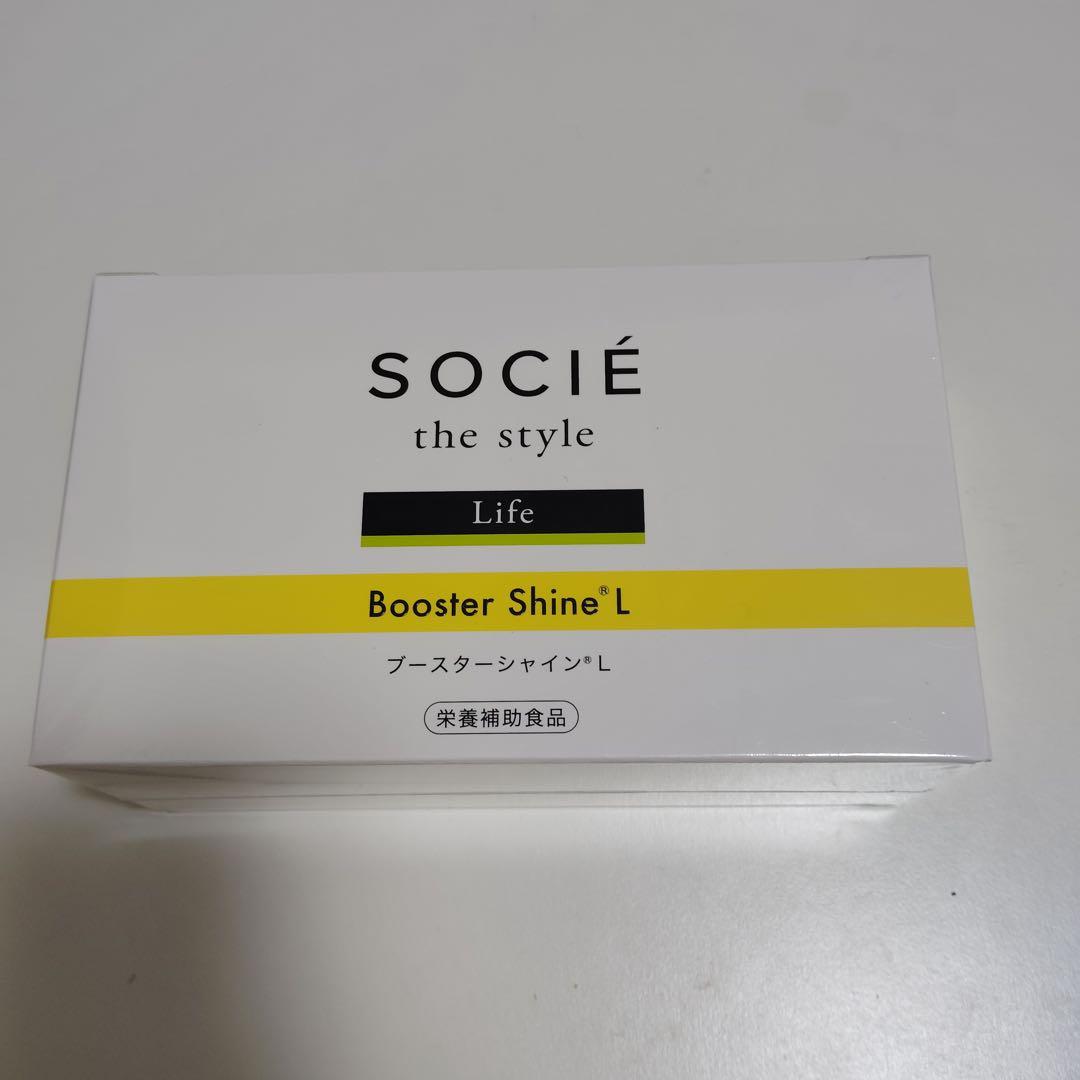 SOCIÉ
the style
Life
Booster Shine® L
ブースターシャイン® L
栄養補助食品